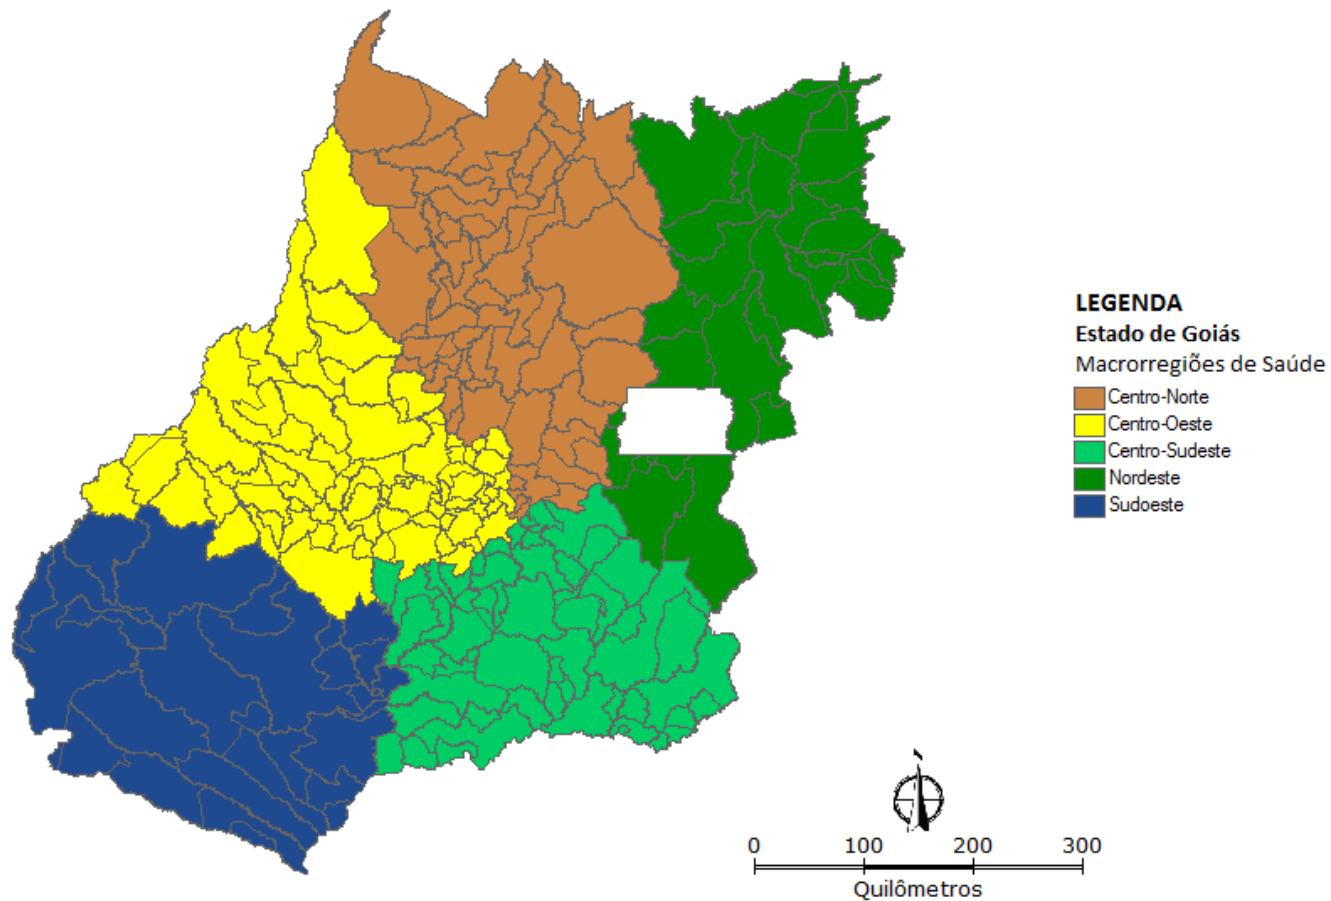 LEGENDA
Estado de Goiás
Macrorregiões de Saúde
Centro-Norte
Centro-Oeste
Centro-Sudeste
Nordeste
Sudoeste
0 100 200 300
Quilômetros